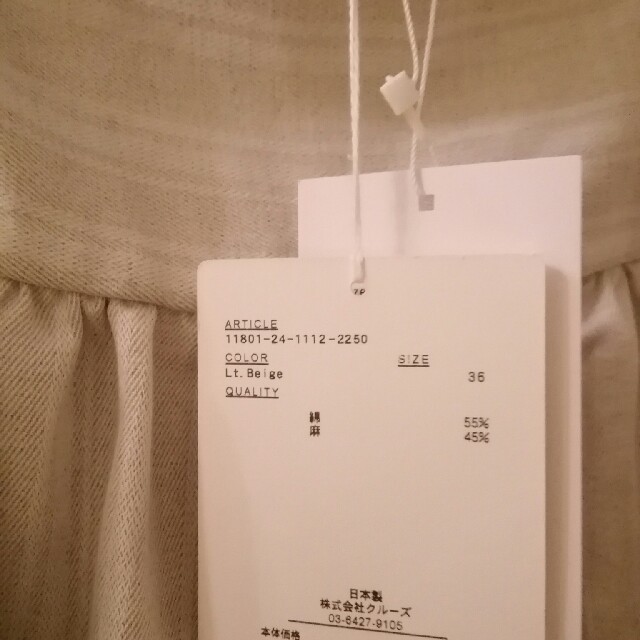 ARTICLE
11801-24-1112-2250
COLOR SIZE
Lt.Beige 36
QUALITY
綿 55%
麻 45%
日本製
株式会社クルーズ
03-6427-9105
本体価格